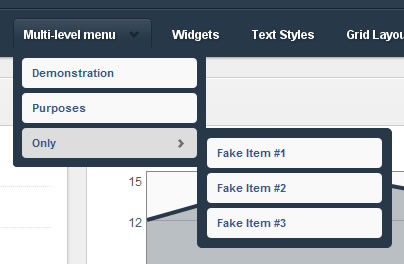 Multi-level menu Widgets Text Styles Grid Layou
Demonstration
Purposes
Only
Fake Item #1
Fake Item #2
Fake Item #3
15
12